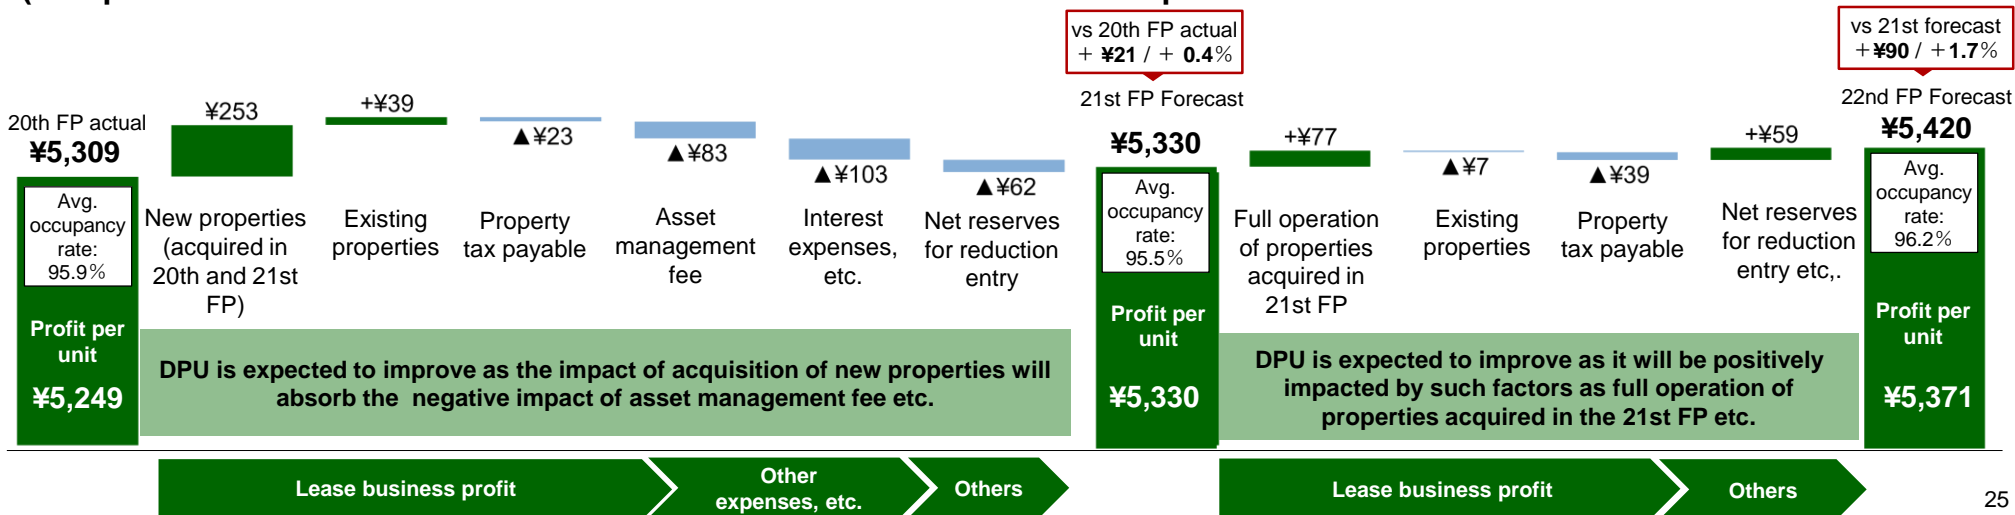 vs 20th FP actual
+ ¥21 / + 0.4%
vs 21st forecast
+¥90 / +1.7%
20th FP actual
¥5,309
¥253
+¥39
▲¥23
▲¥83
▲¥103
▲¥62
21st FP Forecast
¥5,330
+¥77
▲¥7
▲¥39
+¥59
22nd FP Forecast
¥5,420
Avg.
occupancy
rate:
95.9%
New properties
(acquired in
20th and 21st
FP)
Existing
properties
Property
tax payable
Asset
management
fee
Interest
expenses,
etc.
Net reserves
for reduction
entry
Avg.
occupancy
rate:
95.5%
Full operation
of properties
acquired in
21st FP
Existing
properties
Property
tax payable
Net reserves
for reduction
entry etc,.
Avg.
occupancy
rate:
96.2%
Profit per
unit
¥5,249
DPU is expected to improve as the impact of acquisition of new properties will
absorb the negative impact of asset management fee etc.
Profit per
unit
¥5,330
DPU is expected to improve as it will be positively
impacted by such factors as full operation of
properties acquired in the 21st FP etc.
Profit per
unit
¥5,371
Lease business profit
Other
expenses, etc.
Others
Lease business profit
Others
25